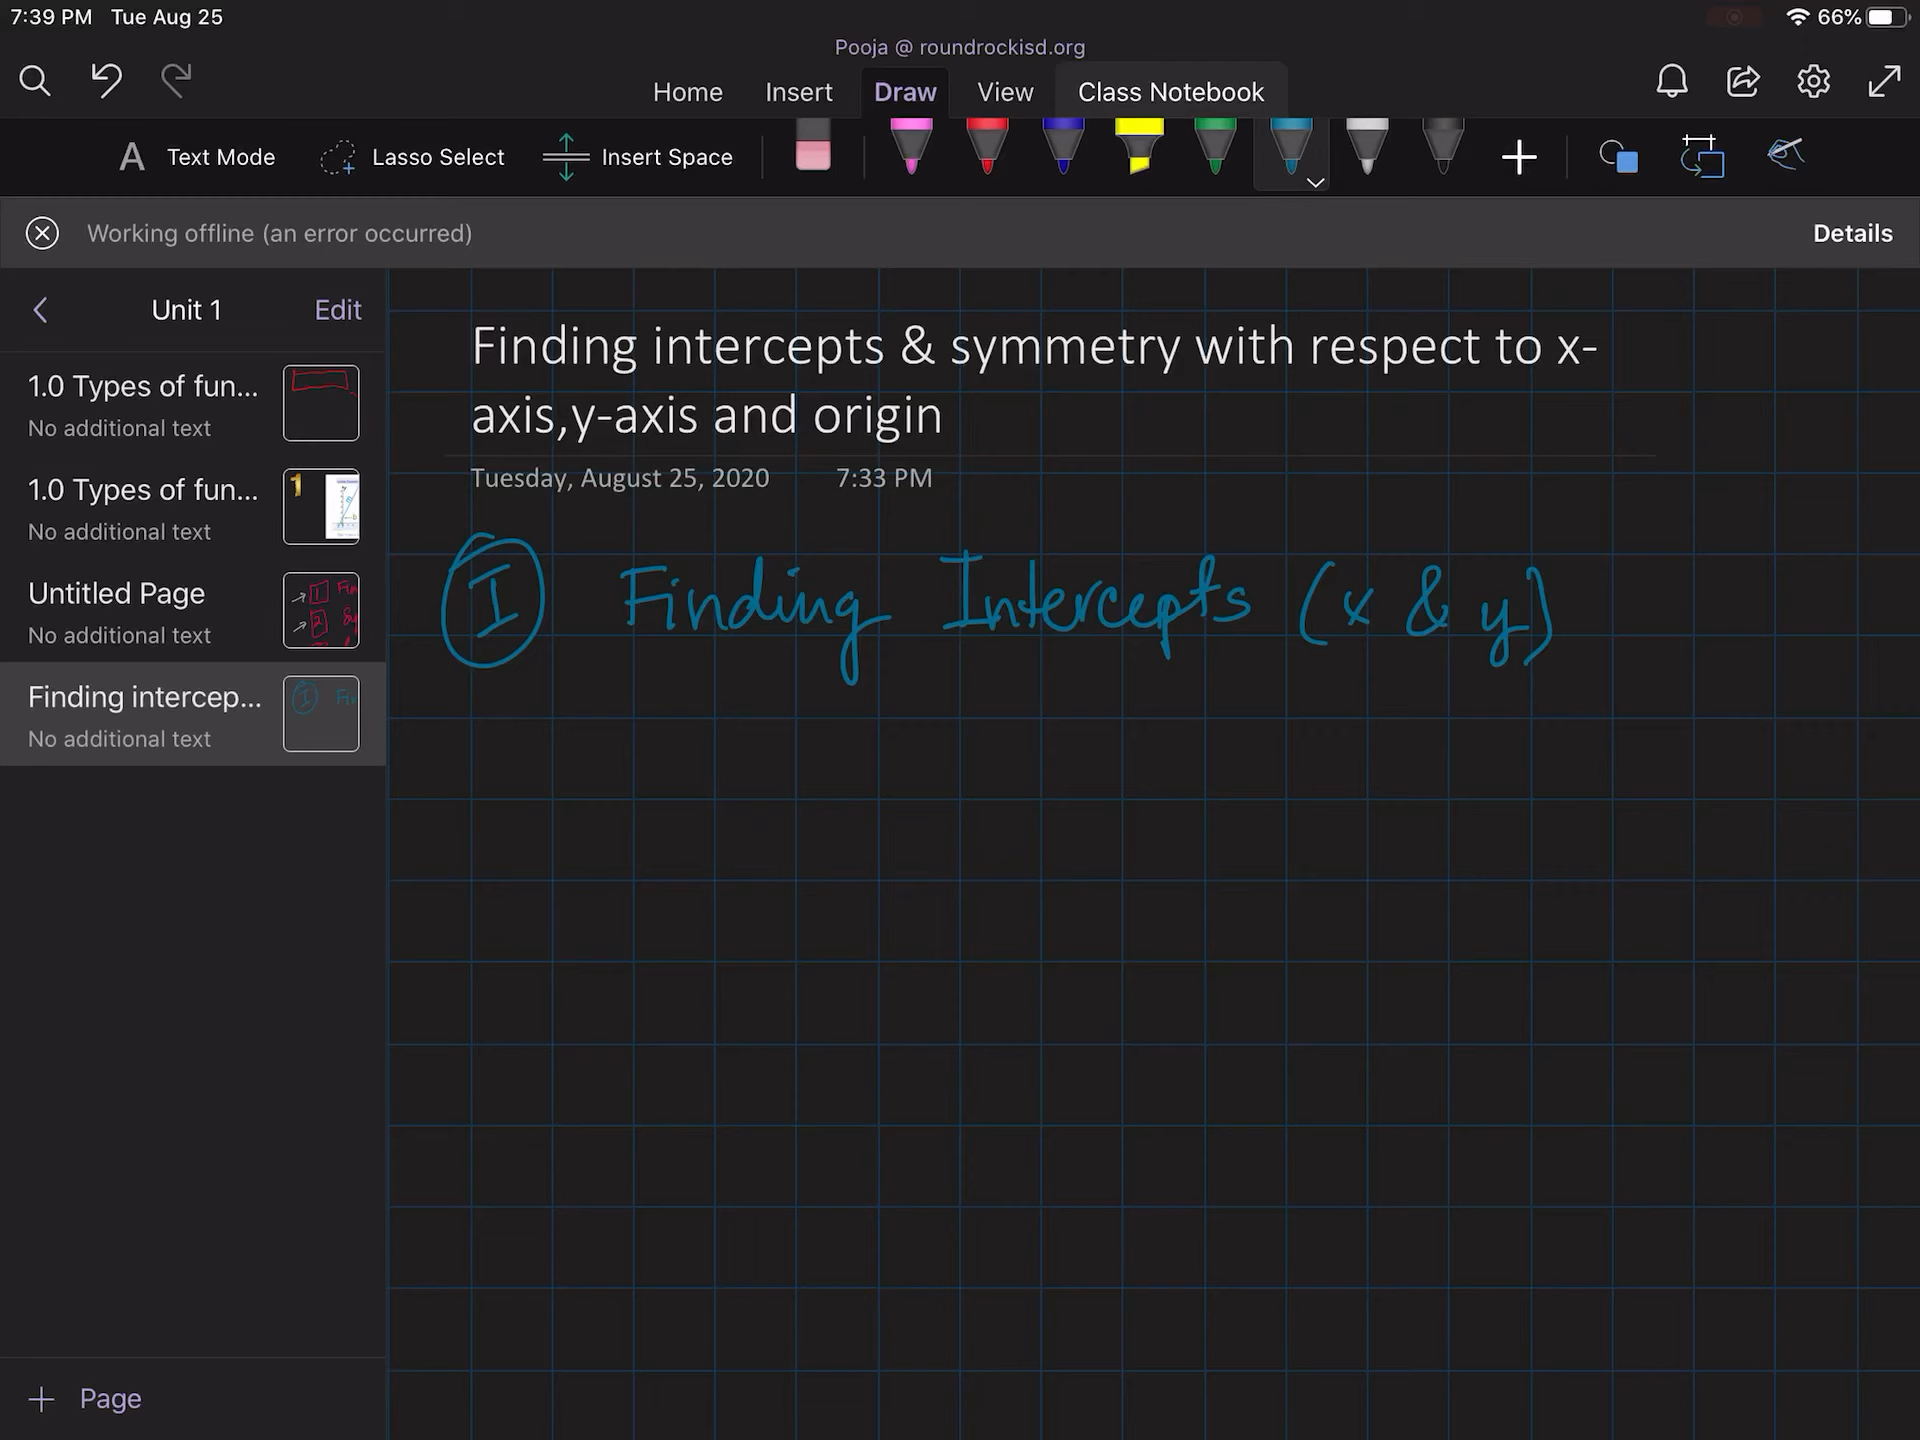 7:39 PM Tue Aug 25
66%
Pooja @ roundrockisd.org
Home Insert Draw View Class Notebook
Text Mode Lasso Select Insert Space
Working offline (an error occurred) Details
Unit 1 Edit
1.0 Types of fun...
No additional text
1.0 Types of fun...
No additional text
Untitled Page
No additional text
Finding intercep...
No additional text
Page
Finding intercepts & symmetry with respect to x-
axis,y-axis and origin
Tuesday, August 25, 2020 7:33 PM
I Finding Intercepts (x & y)